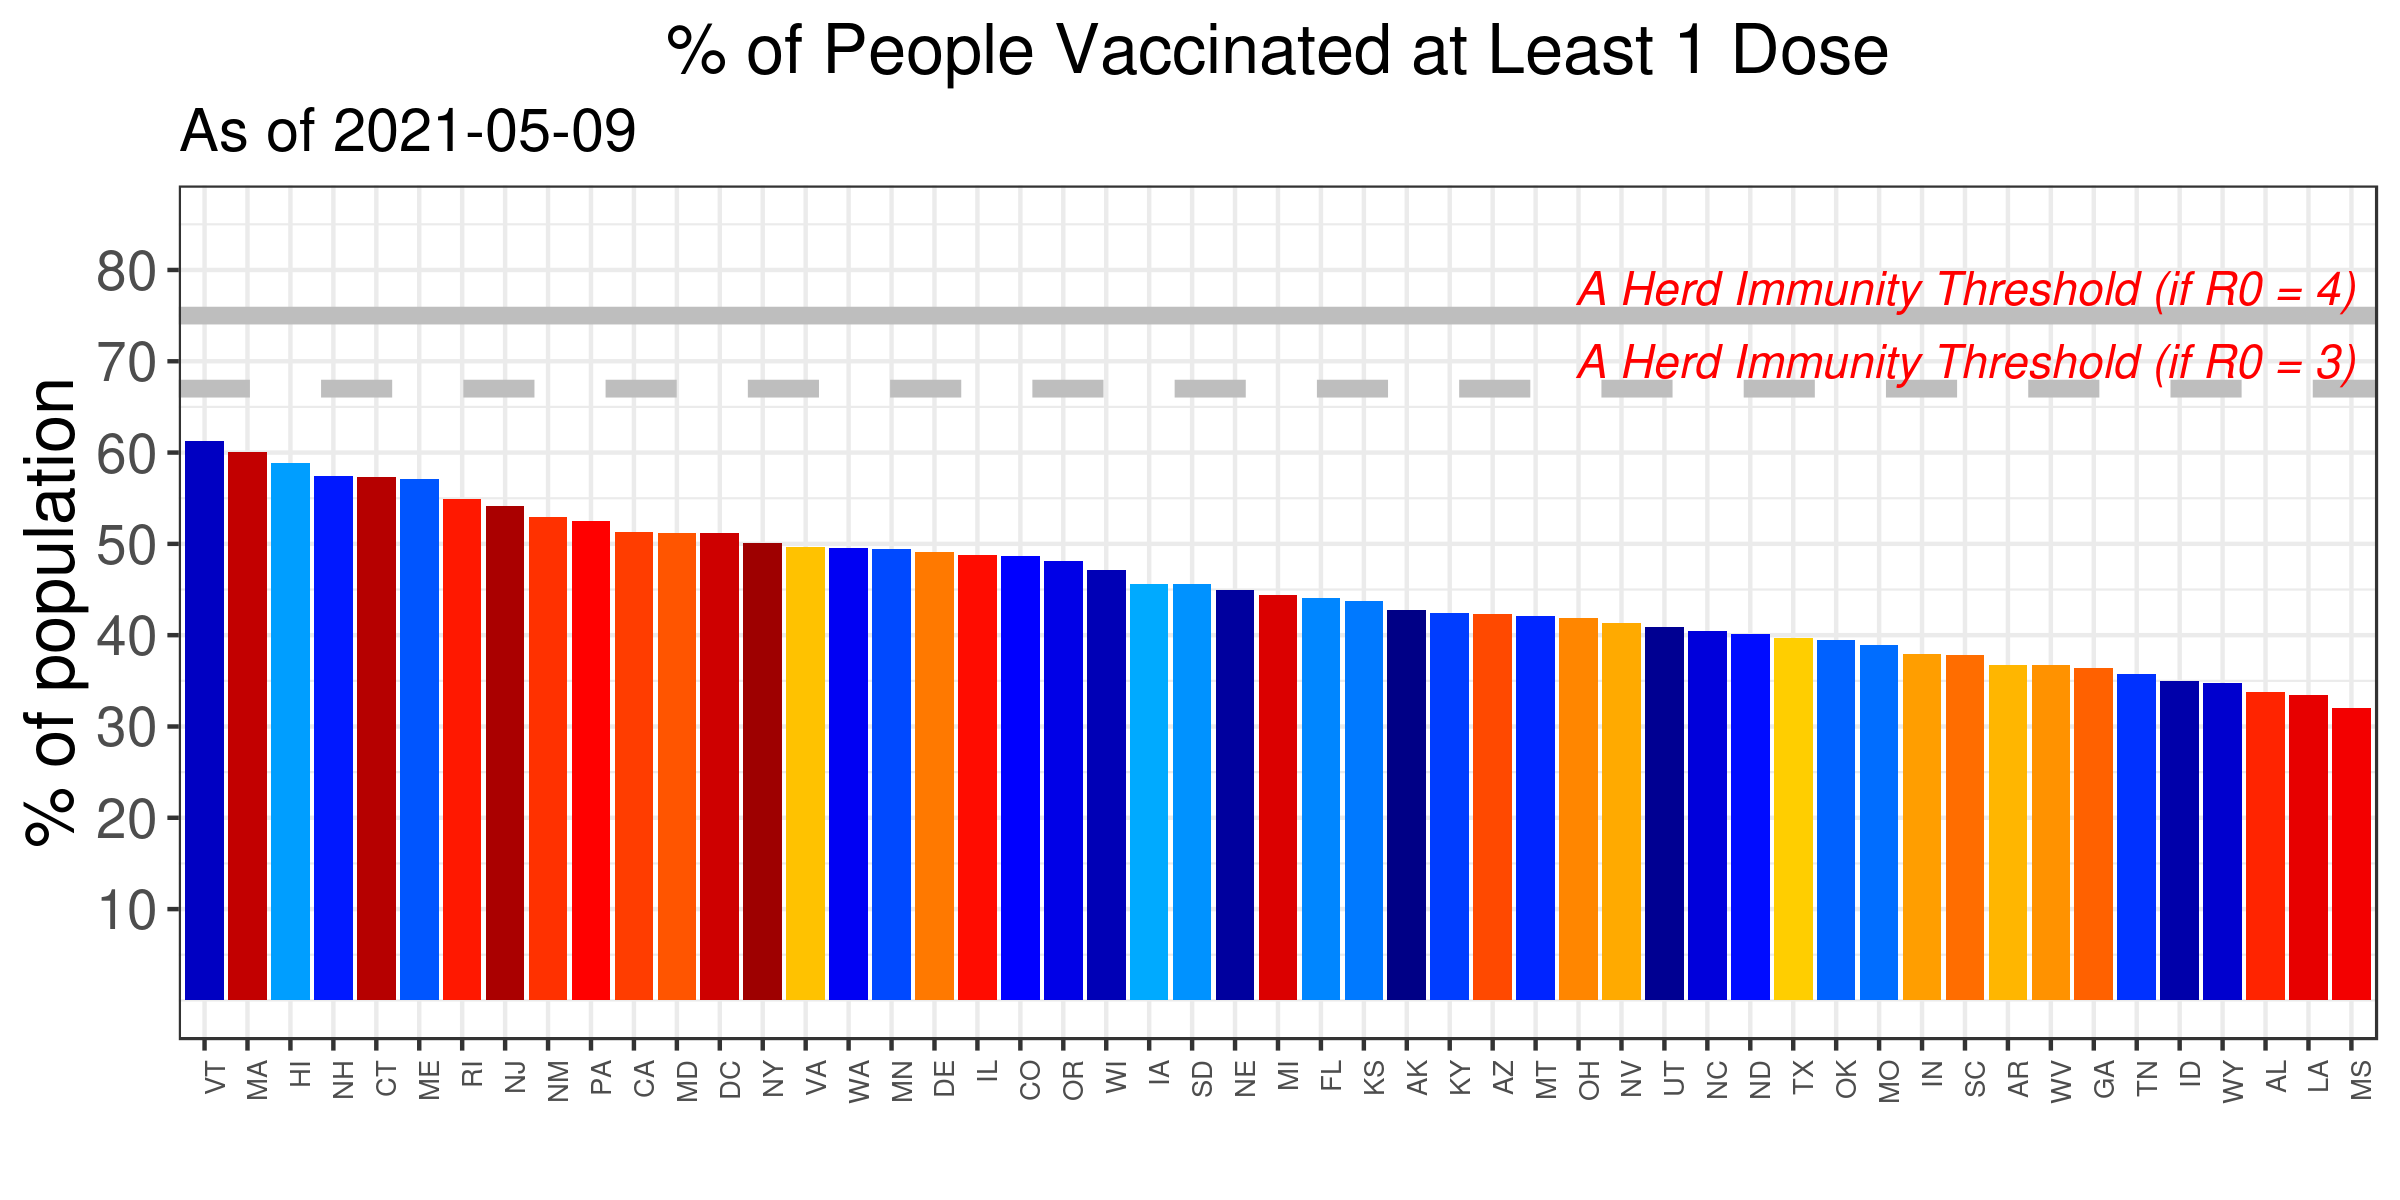 % of People Vaccinated at Least 1 Dose
As of 2021-05-09
% of population
80
70
60
50
40
30
20
10
A Herd Immunity Threshold (if R0 = 4)
A Herd Immunity Threshold (if R0 = 3)
VT MA HI NH CT ME RI NJ NM PA CA MD DC NY VA WA MN DE IL CO OR WI IA SD NE MI FL KS AK KY AZ MT OH NV UT NC ND TX OK MO IN SC AR WV GA TN ID WY AL LA MS